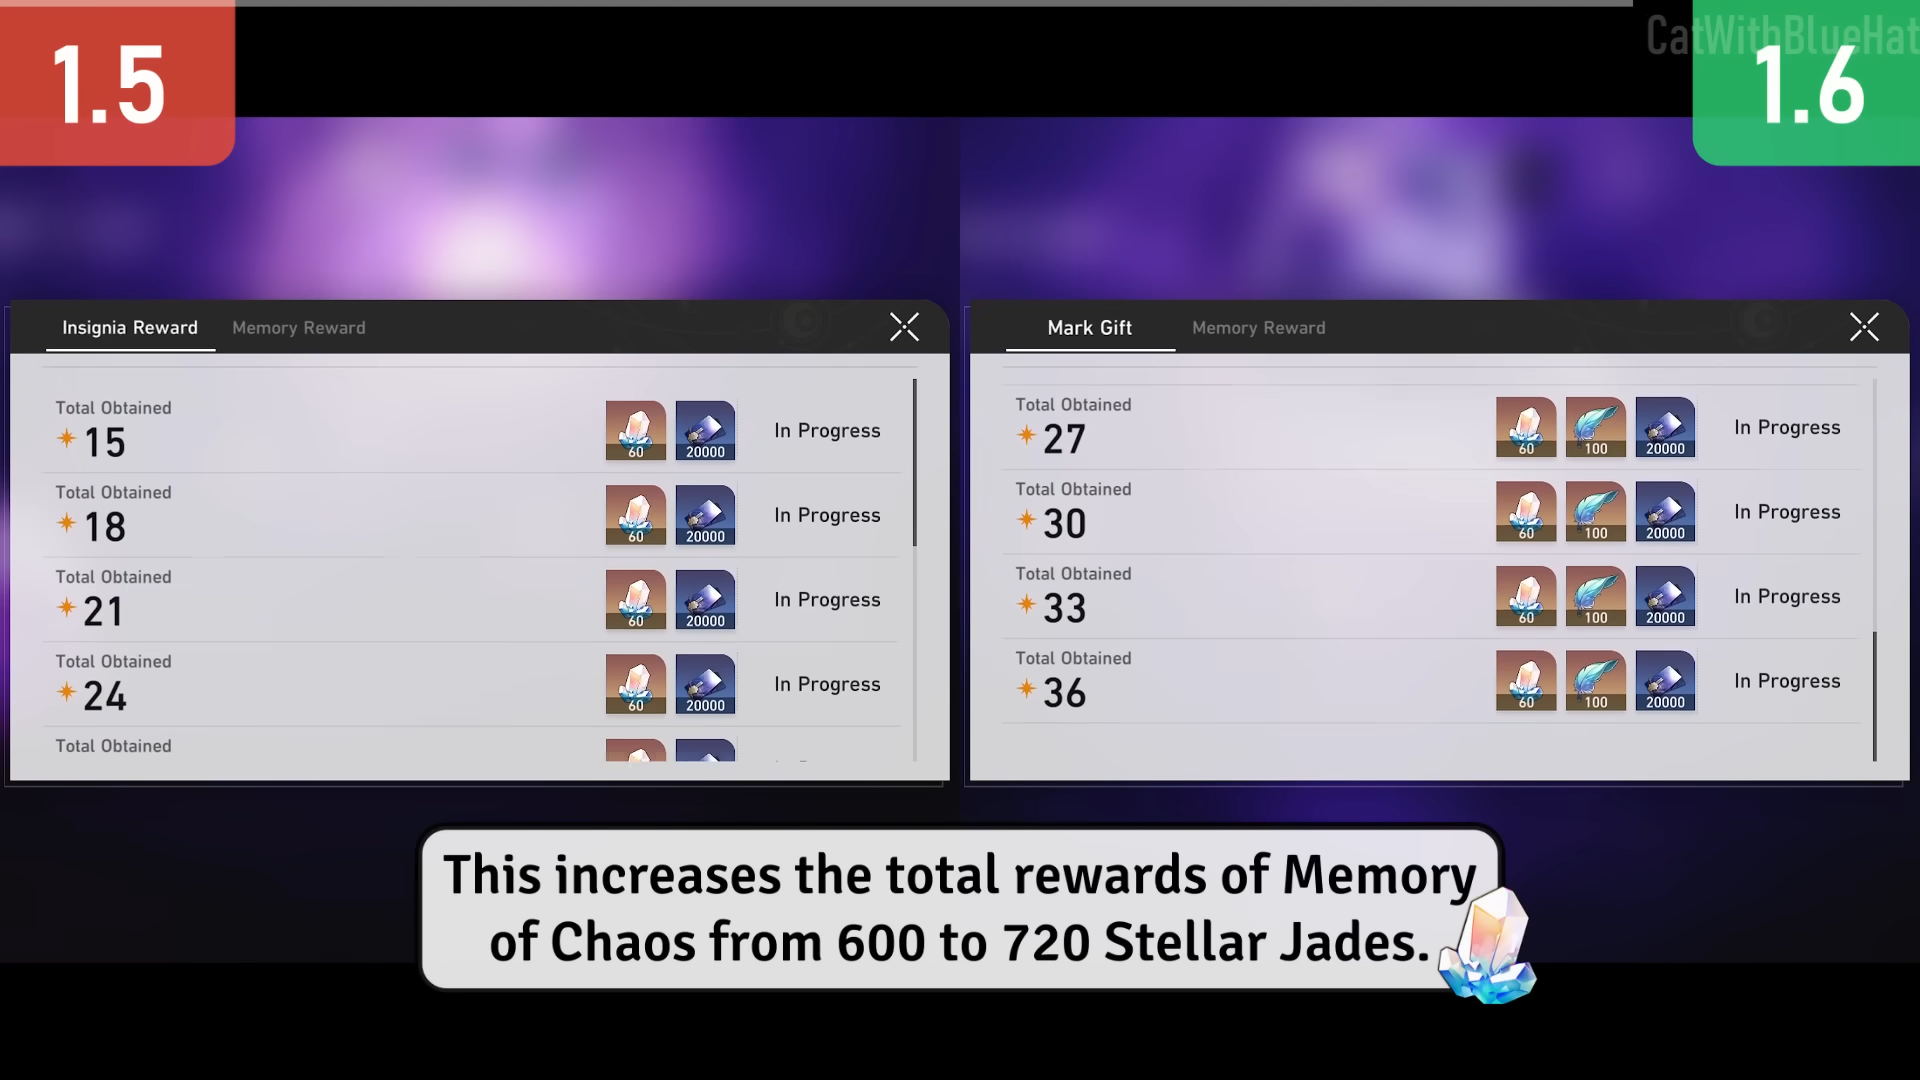 1.5
CatWithBlueHat
1.6
Insignia Reward
Memory Reward
Total Obtained
15
60
20000
In Progress
Total Obtained
18
60
20000
In Progress
Total Obtained
21
60
20000
In Progress
Total Obtained
24
60
20000
In Progress
Total Obtained
Mark Gift
Memory Reward
Total Obtained
27
60
100
20000
In Progress
Total Obtained
30
60
100
20000
In Progress
Total Obtained
33
60
100
20000
In Progress
Total Obtained
36
60
100
20000
In Progress
This increases the total rewards of Memory
of Chaos from 600 to 720 Stellar Jades.